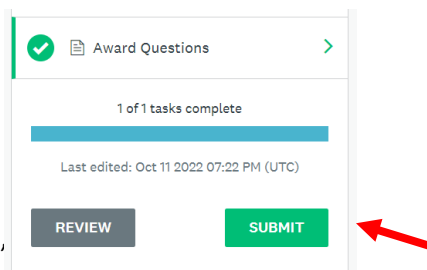 Award Questions
1 of 1 tasks complete
Last edited: Oct 11 2022 07:22 PM (UTC)
REVIEW SUBMIT
,